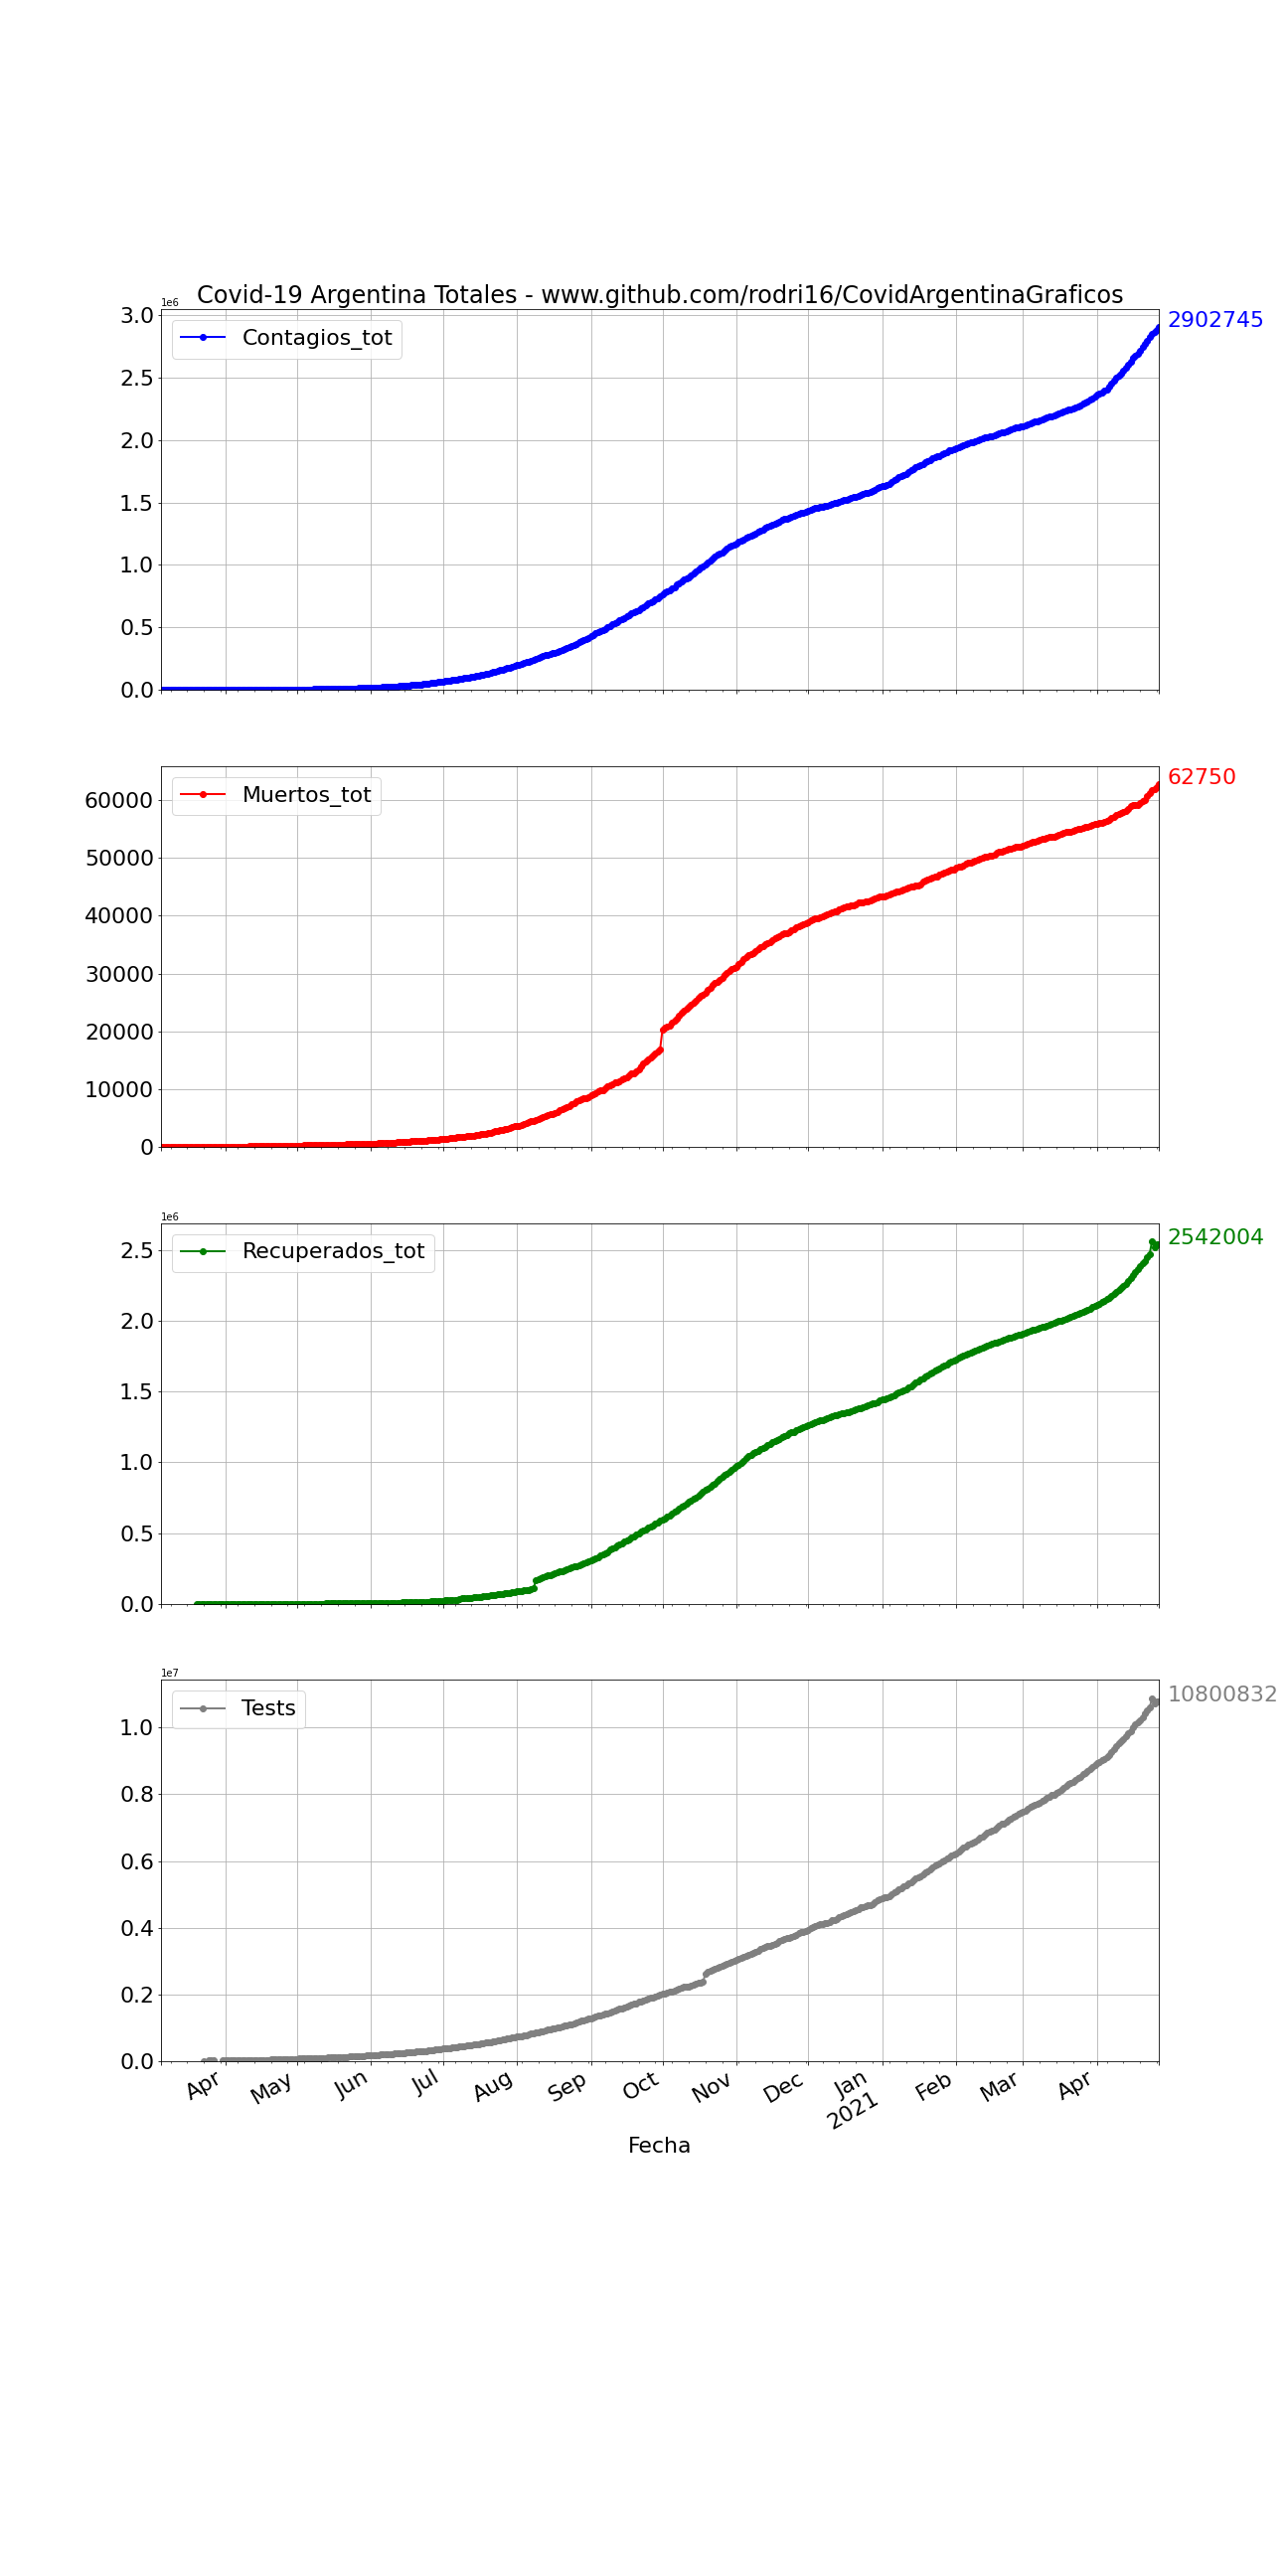 Covid-19 Argentina Totales - www.github.com/rodri16/CovidArgentinaGraficos
1e6
3.0
2.5
2.0
1.5
1.0
0.5
0.0
Contagios_tot
2902745
60000
50000
40000
30000
20000
10000
0
Muertos_tot
62750
1e6
2.5
2.0
1.5
1.0
0.5
0.0
Recuperados_tot
2542004
1e7
1.0
0.8
0.6
0.4
0.2
0.0
Tests
10800832
Apr
May
Jun
Jul
Aug
Sep
Oct
Nov
Dec
Jan
2021
Feb
Mar
Apr
Fecha